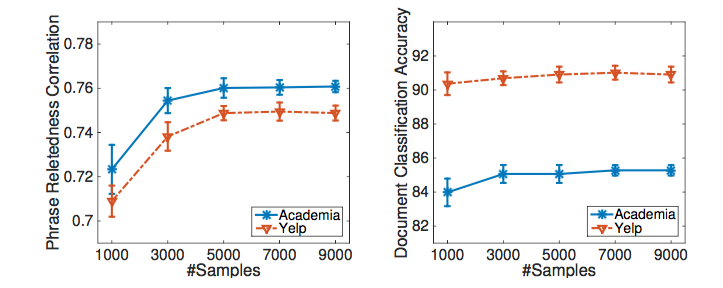 Phrase Reletedness Correlation
0.78
0.76
0.74
0.72
0.7
1000 3000 5000 7000 9000
#Samples
Academia
Yelp
Document Classification Accuracy
92
90
88
86
84
82
1000 3000 5000 7000 9000
#Samples
Academia
Yelp